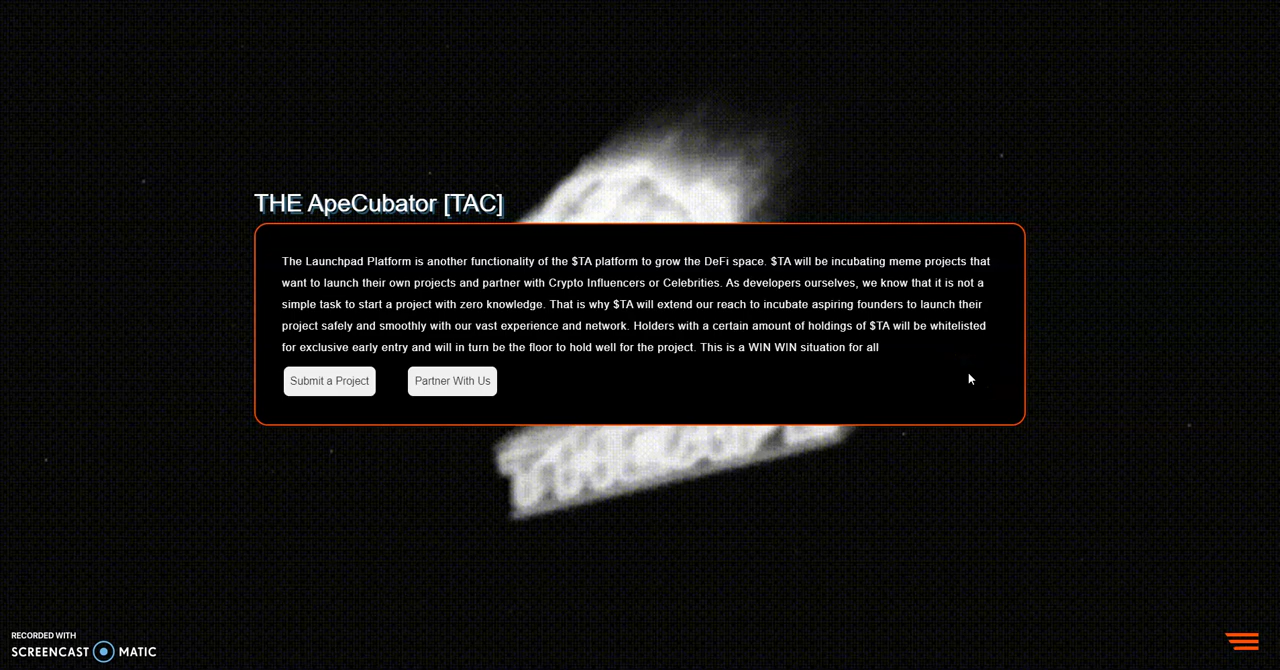 THE ApeCubator [TAC]
The Launchpad Platform is another functionality of the $TA platform to grow the DeFi space. $TA will be incubating meme projects that
want to launch their own projects and partner with Crypto Influencers or Celebrities. As developers ourselves, we know that it is not a
simple task to start a project with zero knowledge. That is why $TA will extend our reach to incubate aspiring founders to launch their
project safely and smoothly with our vast experience and network. Holders with a certain amount of holdings of $TA will be whitelisted
for exclusive early entry and will in turn be the floor to hold well for the project. This is a WIN WIN situation for all
Submit a Project Partner With Us
RECORDED WITH
SCREENCAST MATIC